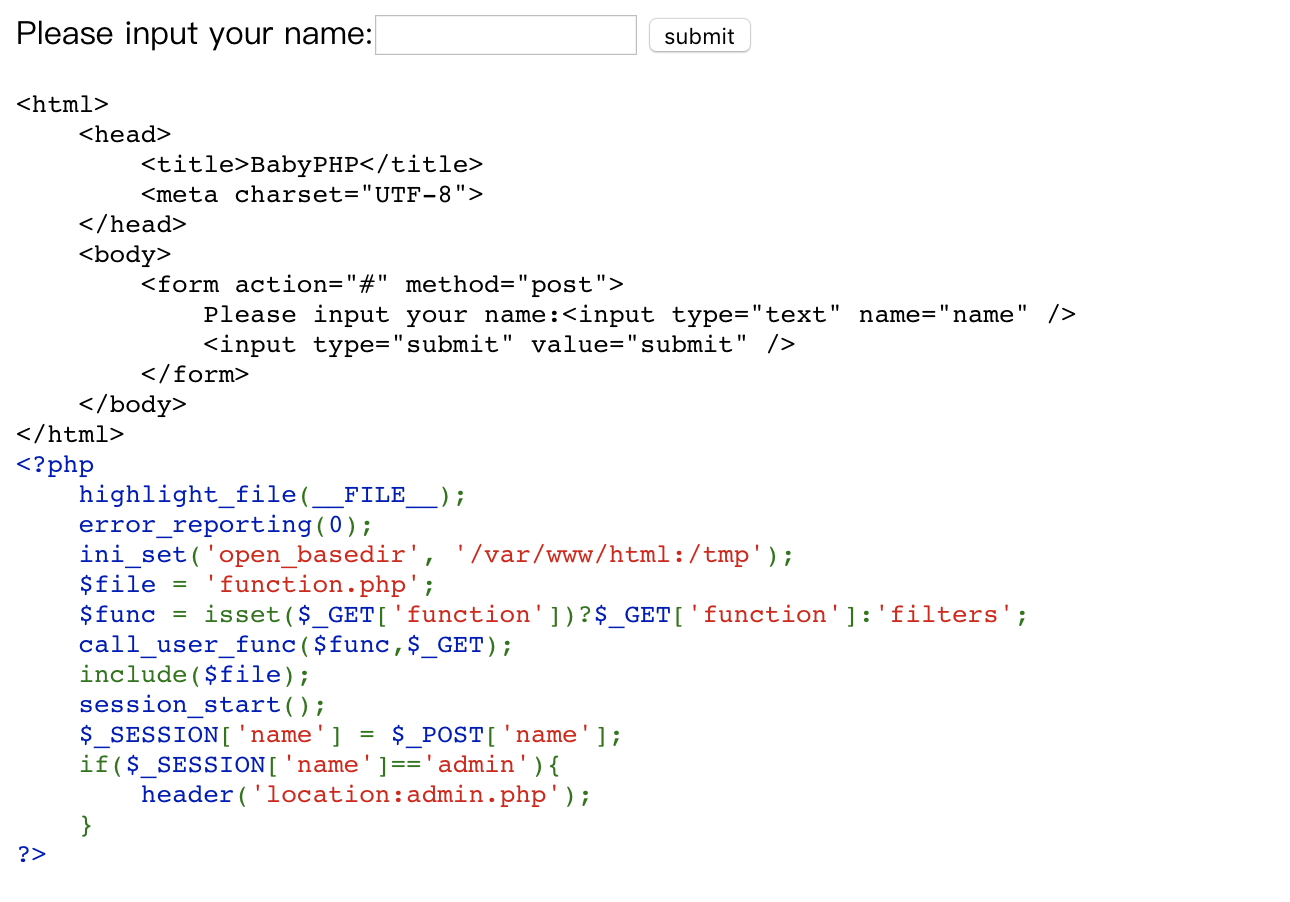 Please input your name: submit
<html>
    <head>
        <title>BabyPHP</title>
        <meta charset="UTF-8">
    </head>
    <body>
        <form action="#" method="post">
            Please input your name:<input type="text" name="name" />
            <input type="submit" value="submit" />
        </form>
    </body>
</html>
<?php
    highlight_file(__FILE__);
    error_reporting(0);
    ini_set('open_basedir', '/var/www/html:/tmp');
    $file = 'function.php';
    $func = isset($_GET['function'])?$_GET['function']:'filters';
    call_user_func($func,$_GET);
    include($file);
    session_start();
    $_SESSION['name'] = $_POST['name'];
    if($_SESSION['name']=='admin'){
        header('location:admin.php');
    }
?>